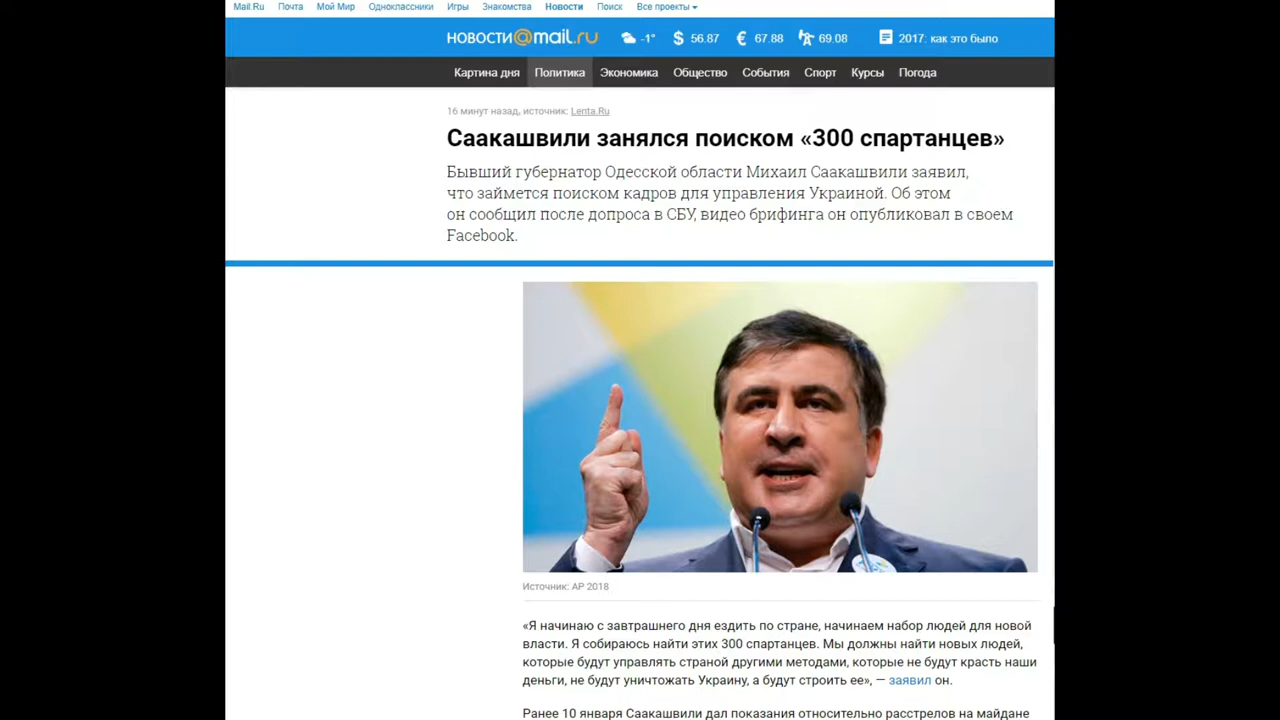 Mail.Ru Почта Мой Мир Одноклассники Игры Знакомства Новости Поиск Все проекты
НОВОСТИ@mail.ru -1° $ 56.87 € 67.88 69.08 2017: как это было
Картина дня Политика Экономика Общество События Спорт Курсы Погода
16 минут назад, источник: Lenta.Ru
Саакашвили занялся поиском «300 спартанцев»
Бывший губернатор Одесской области Михаил Саакашвили заявил,
что займется поиском кадров для управления Украиной. Об этом
он сообщил после допроса в СБУ, видео брифинга он опубликовал в своем
Facebook.
Источник: AP 2018
«Я начинаю с завтрашнего дня ездить по стране, начинаем набор людей для новой
власти. Я собираюсь найти этих 300 спартанцев. Мы должны найти новых людей,
которые будут управлять страной другими методами, которые не будут красть наши
деньги, не будут уничтожать Украину, а будут строить ее», — заявил он.
Ранее 10 января Саакашвили дал показания относительно расстрелов на майдане